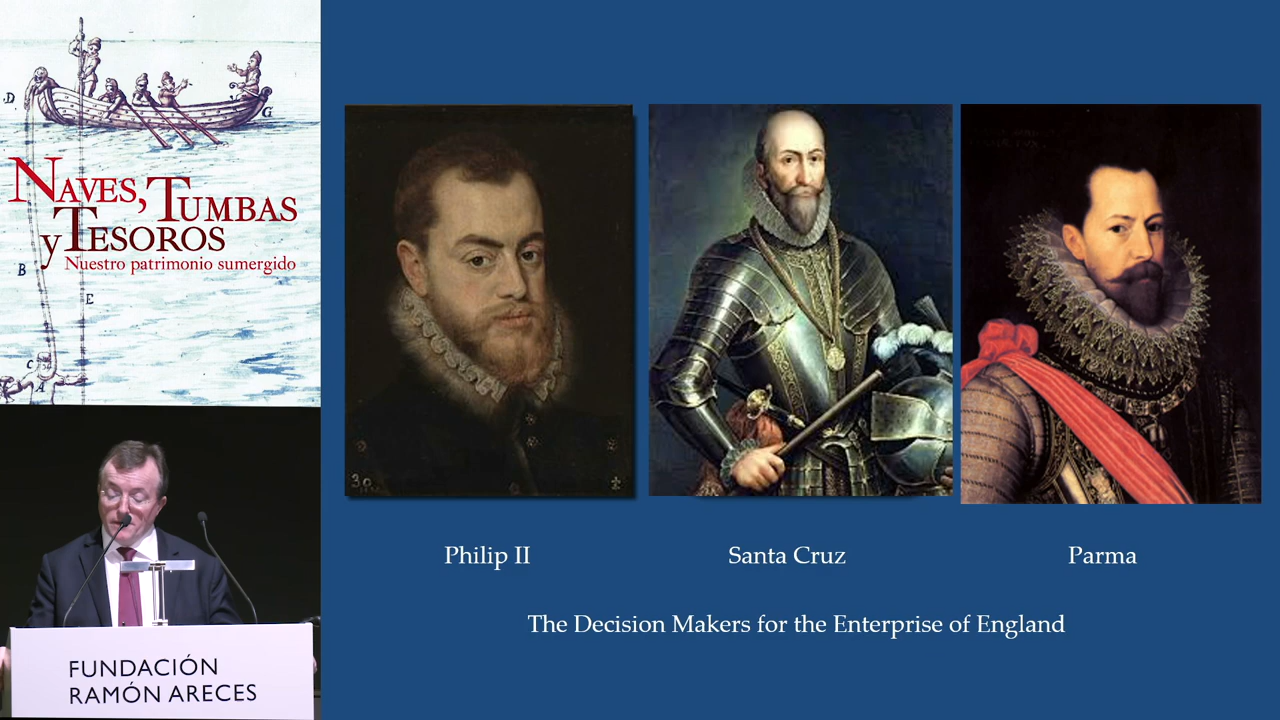 D
G
NAVES, TUMBAS
y TESOROS
Nuestro patrimonio sumergido
B
E
C
A
30
Philip II
Santa Cruz
Parma
The Decision Makers for the Enterprise of England
FUNDACIÓN
RAMÓN ARECES